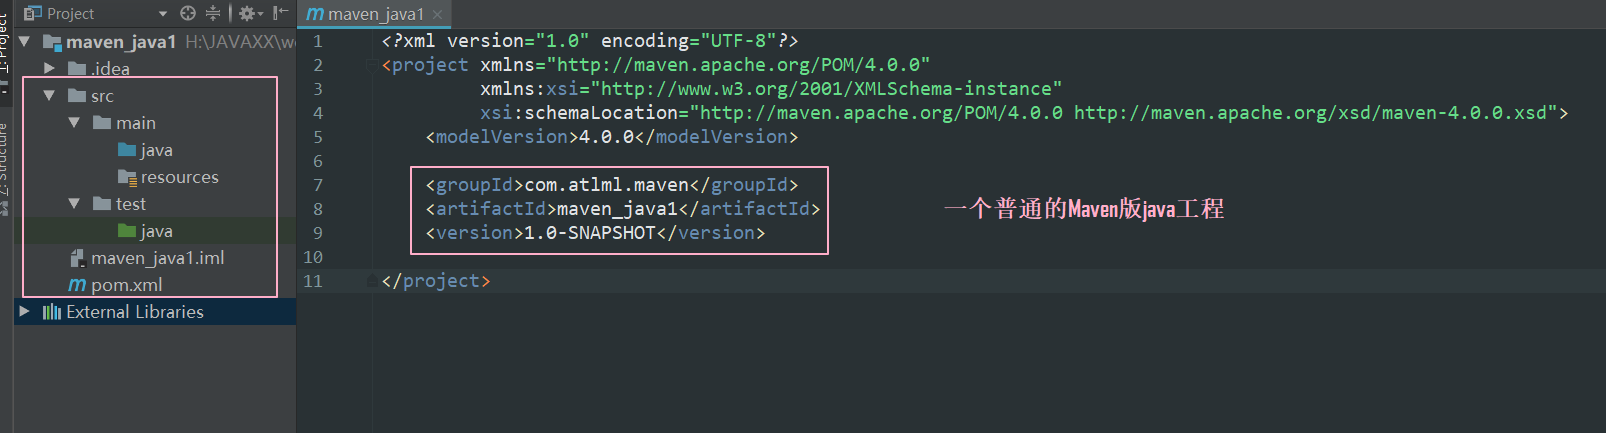 Project
maven_java1
1: Project
maven_java1 H:\JAVAXX\w
.idea
src
main
java
resources
test
java
maven_java1.iml
pom.xml
External Libraries
7: Structure
1 <?xml version="1.0" encoding="UTF-8"?>
2 <project xmlns="http://maven.apache.org/POM/4.0.0"
3 xmlns:xsi="http://www.w3.org/2001/XMLSchema-instance"
4 xsi:schemaLocation="http://maven.apache.org/POM/4.0.0 http://maven.apache.org/xsd/maven-4.0.0.xsd">
5 <modelVersion>4.0.0</modelVersion>
6
7 <groupId>com.atlml.maven</groupId>
8 <artifactId>maven_java1</artifactId>
9 <version>1.0-SNAPSHOT</version>
10
11 </project>
一个普通的Maven版java工程